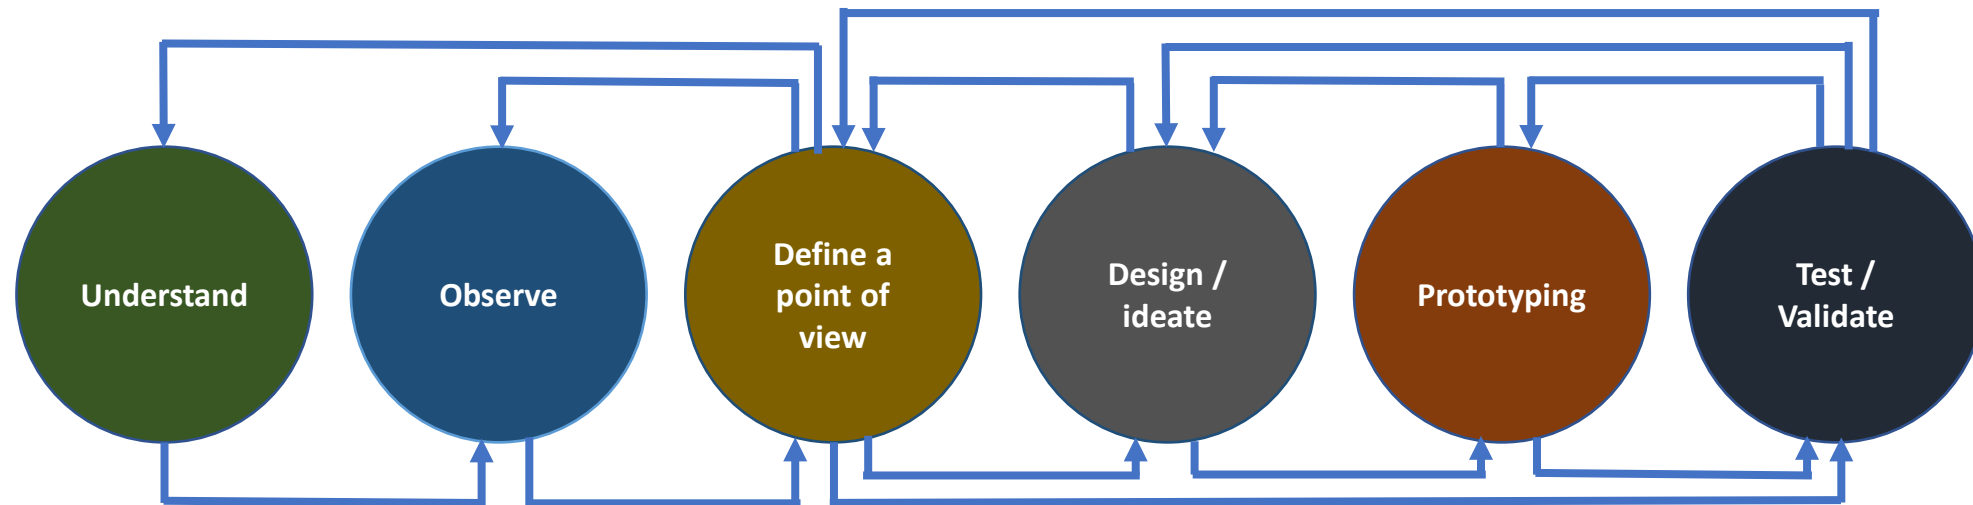 Understand
Observe
Define a
point of
view
Design /
ideate
Prototyping
Test /
Validate